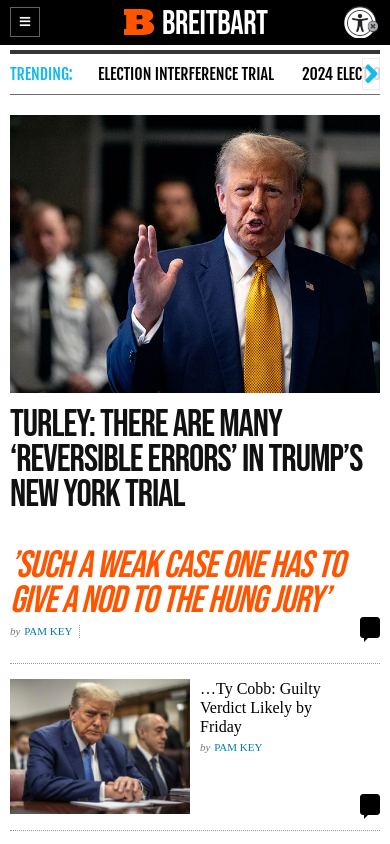 BREITBART
TRENDING:
ELECTION INTERFERENCE TRIAL
2024 ELEC
TURLEY: THERE ARE MANY
‘REVERSIBLE ERRORS’ IN TRUMP’S
NEW YORK TRIAL
’SUCH A WEAK CASE ONE HAS TO
GIVE A NOD TO THE HUNG JURY’
by PAM KEY
…Ty Cobb: Guilty
Verdict Likely by
Friday
by PAM KEY